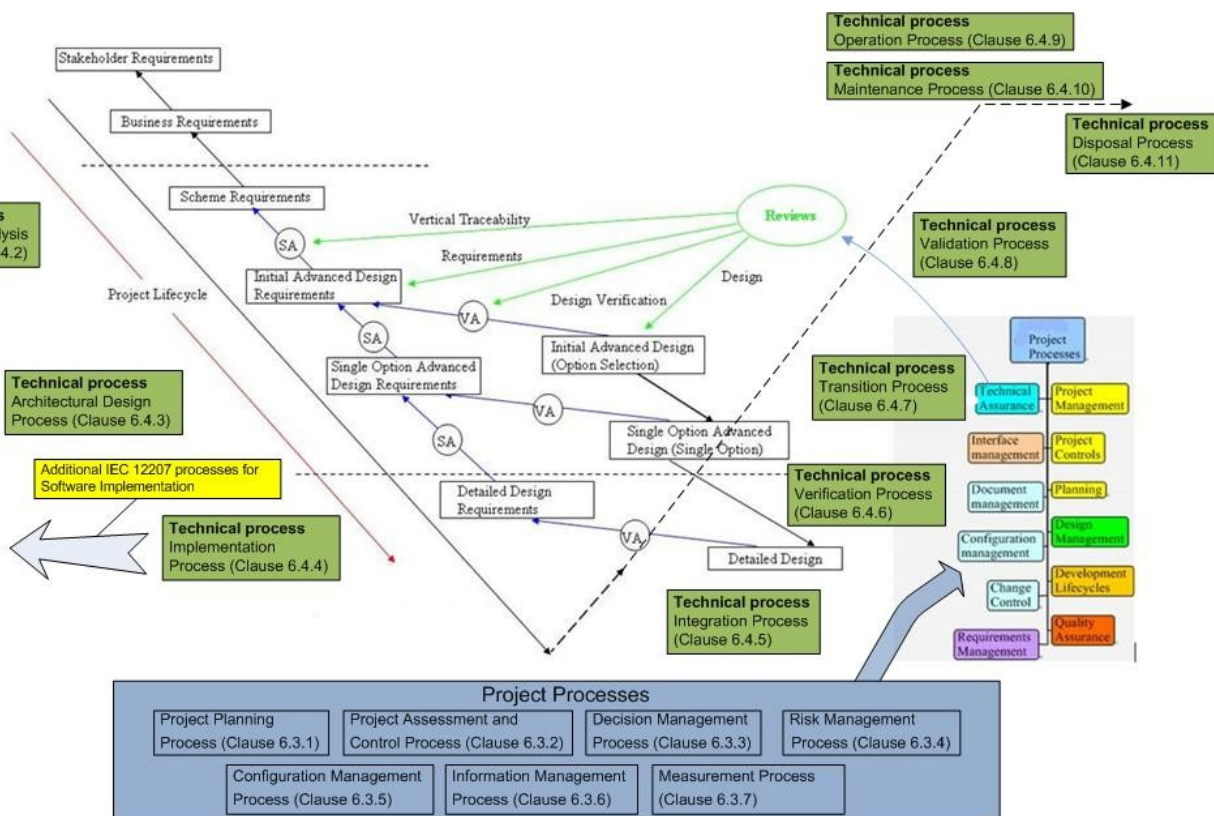 Technical process
Operation Process (Clause 6.4.9)
Technical process
Maintenance Process (Clause 6.4.10)
Technical process
Disposal Process
(Clause 6.4.11)
Stakeholder Requirements
Business Requirements
Scheme Requirements
Vertical Traceability
Reviews
SA
Requirements
Technical process
Validation Process
(Clause 6.4.8)
s
lysis
4.2)
Initial Advanced Design
Requirements
Design
Design Verification
Project Lifecycle
VA
SA
Initial Advanced Design
(Option Selection)
Project
Processes
Single Option Advanced
Design Requirements
Technical process
Transition Process
(Clause 6.4.7)
Technical process
Architectural Design
Process (Clause 6.4.3)
Technical
Assurance
Project
Management
VA
SA
Single Option Advanced
Design (Single Option)
Interface
management
Project
Controls
Additional IEC 12207 processes for
Software Implementation
Technical process
Verification Process
(Clause 6.4.6)
Detailed Design
Requirements
Document
management
Planning
Technical process
Implementation
Process (Clause 6.4.4)
VA
Detailed Design
Configuration
management
Design
Management
Change
Control
Development
Lifecycles
Technical process
Integration Process
(Clause 6.4.5)
Requirements
Management
Quality
Assurance
Project Processes
Project Planning
Process (Clause 6.3.1)
Project Assessment and
Control Process (Clause 6.3.2)
Decision Management
Process (Clause 6.3.3)
Risk Management
Process (Clause 6.3.4)
Configuration Management
Process (Clause 6.3.5)
Information Management
Process (Clause 6.3.6)
Measurement Process
(Clause 6.3.7)